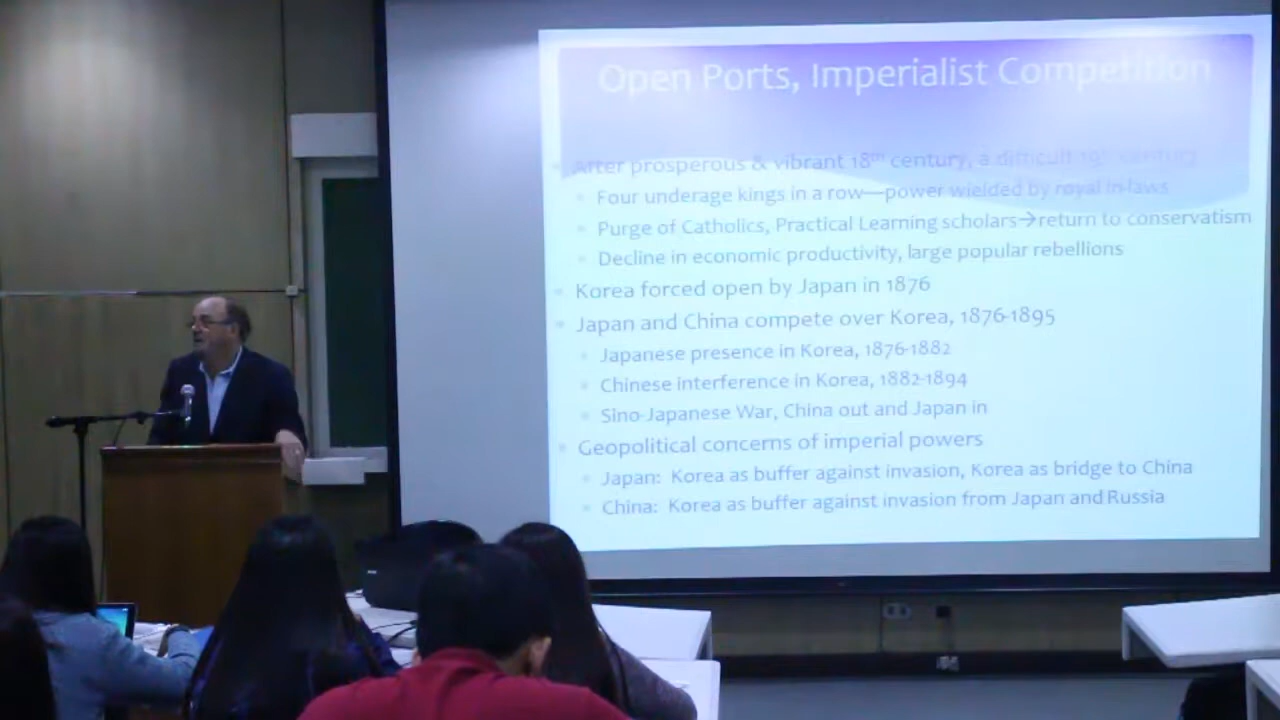 Open Ports, Imperialist Competition
After prosperous & vibrant 18th century, a difficult 19th century
Four underage kings in a row—power wielded by royal in-laws
Purge of Catholics, Practical Learning scholars→return to conservatism
Decline in economic productivity, large popular rebellions
Korea forced open by Japan in 1876
Japan and China compete over Korea, 1876-1895
Japanese presence in Korea, 1876-1882
Chinese interference in Korea, 1882-1894
Sino-Japanese War, China out and Japan in
Geopolitical concerns of imperial powers
Japan: Korea as buffer against invasion, Korea as bridge to China
China: Korea as buffer against invasion from Japan and Russia